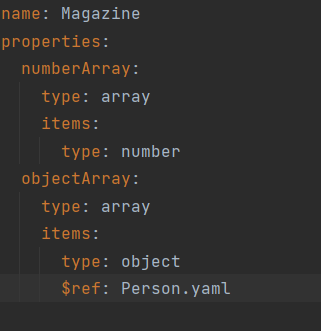 name: Magazine
properties:
  numberArray:
    type: array
    items:
      type: number
  objectArray:
    type: array
    items:
      type: object
      $ref: Person.yaml